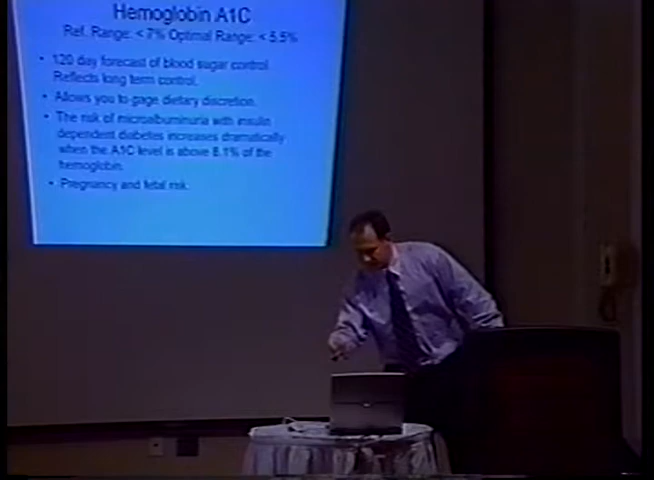 Hemoglobin A1C
Ref. Range: < 7% Optimal Range: < 5.5%
• 120 day forecast of blood sugar control.
Reflects long term control.
• Allows you to gage dietary discretion.
• The risk of microalbuminuria with insulin
dependent diabetes increases dramatically
when the A1C level is above 8.1% of the
hemoglobin.
• Pregnancy and fetal risk.